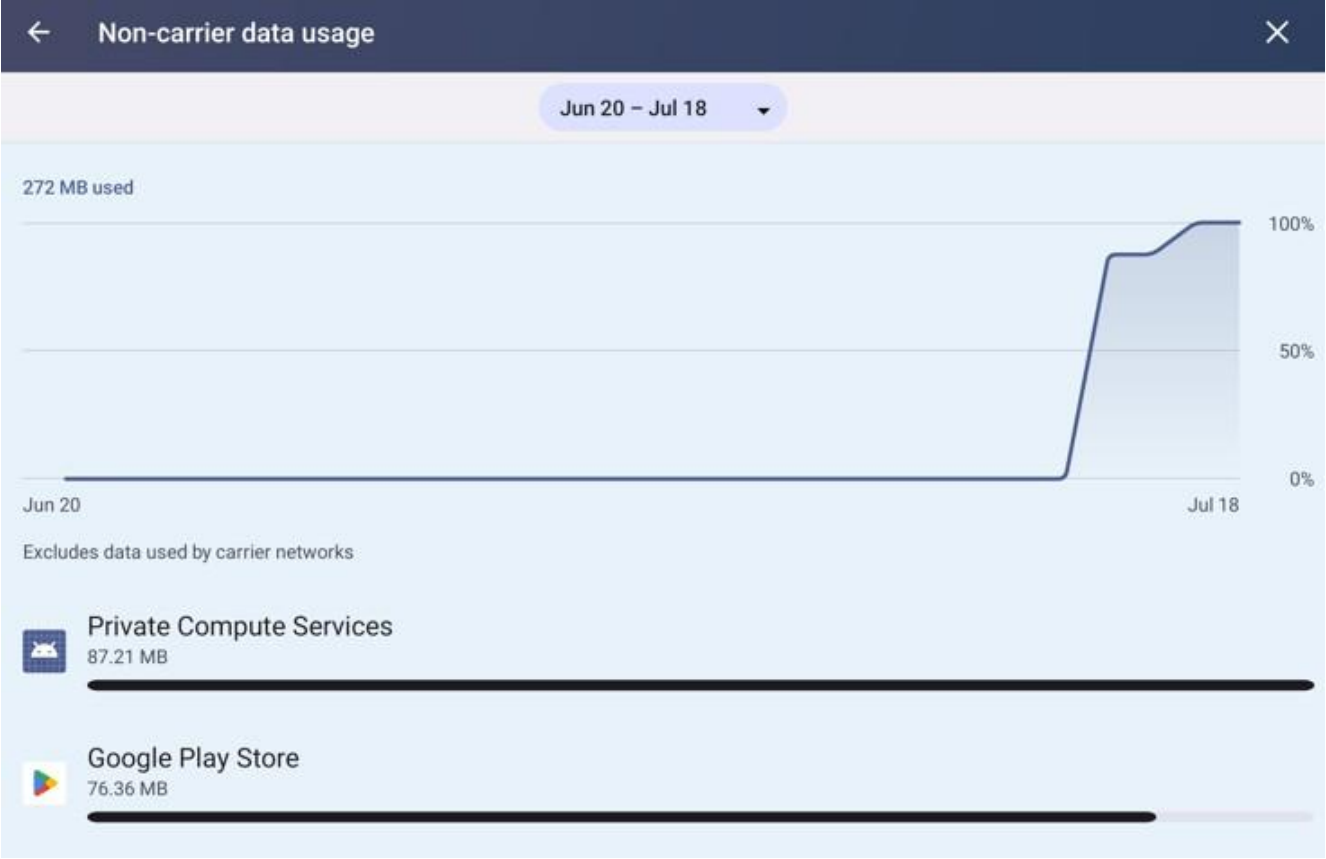 Non-carrier data usage
Jun 20 – Jul 18
272 MB used
100%
50%
0%
Jun 20
Jul 18
Excludes data used by carrier networks
Private Compute Services
87.21 MB
Google Play Store
76.36 MB